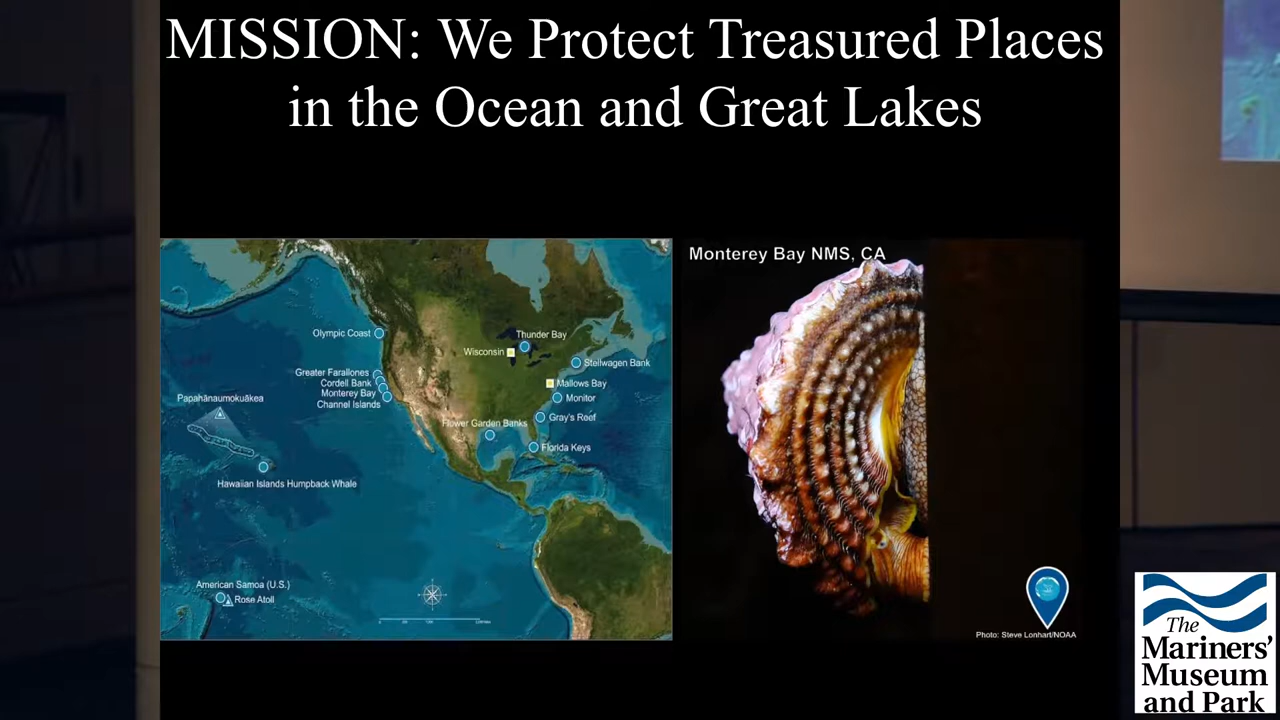 MISSION: We Protect Treasured Places
in the Ocean and Great Lakes
Monterey Bay NMS, CA
Olympic Coast
Thunder Bay
Wisconsin
Stellwagen Bank
Greater Farallones
Cordell Bank
Mallows Bay
Monterey Bay
Monitor
Channel Islands
Papahānaumokuākea
Gray's Reef
Flower Garden Banks
Florida Keys
Hawaiian Islands Humpback Whale
American Samoa (U.S.)
Rose Atoll
Photo: Steve Lonhart/NOAA
The
Mariners'
Museum
and Park